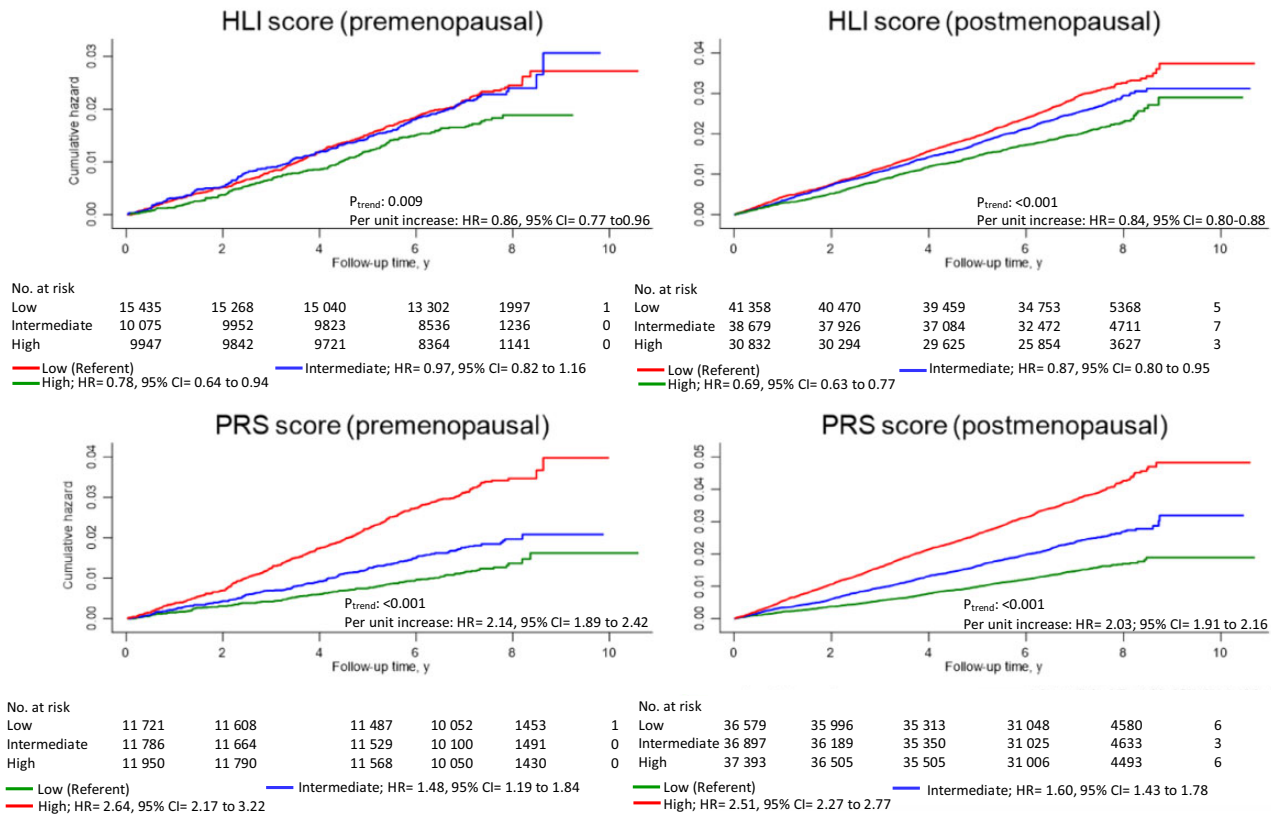 HLI score (premenopausal)
Cumulative hazard
0.03
0.02
0.01
0.00
P trend: 0.009
Per unit increase: HR= 0.86, 95% CI= 0.77 to0.96
0 2 4 6 8 10
Follow-up time, y
No. at risk
Low 15 435 15 268 15 040 13 302 1997 1
Intermediate 10 075 9952 9823 8536 1236 0
High 9947 9842 9721 8364 1141 0
Low (Referent) Intermediate; HR= 0.97, 95% CI= 0.82 to 1.16
High; HR= 0.78, 95% CI= 0.64 to 0.94
HLI score (postmenopausal)
0.04
0.03
0.02
0.01
0.00
P trend: <0.001
Per unit increase: HR= 0.84, 95% CI= 0.80-0.88
0 2 4 6 8 10
Follow-up time, y
No. at risk
Low 41 358 40 470 39 459 34 753 5368 5
Intermediate 38 679 37 926 37 084 32 472 4711 7
High 30 832 30 294 29 625 25 854 3627 3
Low (Referent) Intermediate; HR= 0.87, 95% CI= 0.80 to 0.95
High; HR= 0.69, 95% CI= 0.63 to 0.77
PRS score (premenopausal)
Cumulative hazard
0.04
0.03
0.02
0.01
0.00
P trend: <0.001
Per unit increase: HR= 2.14, 95% CI= 1.89 to 2.42
0 2 4 6 8 10
Follow-up time, y
No. at risk
Low 11 721 11 608 11 487 10 052 1453 1
Intermediate 11 786 11 664 11 529 10 100 1491 0
High 11 950 11 790 11 568 10 050 1430 0
Low (Referent) Intermediate; HR= 1.48, 95% CI= 1.19 to 1.84
High; HR= 2.64, 95% CI= 2.17 to 3.22
PRS score (postmenopausal)
0.05
0.04
0.03
0.02
0.01
0.00
P trend: <0.001
Per unit increase: HR= 2.03; 95% CI= 1.91 to 2.16
0 2 4 6 8 10
Follow-up time, y
No. at risk
Low 36 579 35 996 35 313 31 048 4580 6
Intermediate 36 897 36 189 35 350 31 025 4633 3
High 37 393 36 505 35 505 31 006 4493 6
Low (Referent) Intermediate; HR= 1.60, 95% CI= 1.43 to 1.78
High; HR= 2.51, 95% CI= 2.27 to 2.77